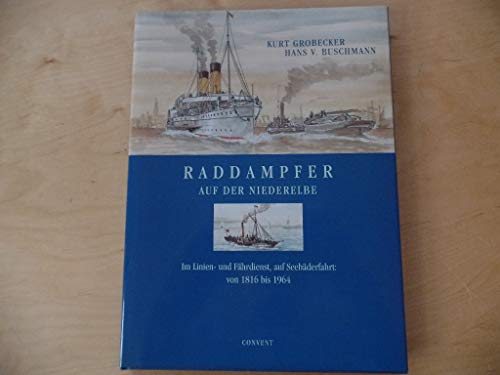 KURT GROBECKER
HANS V. BUSCHMANN
RADDAMPFER
AUF DER NIEDERELBE
Im Linien- und Fährdienst, auf Seebäderfahrt:
von 1816 bis 1964
CONVENT